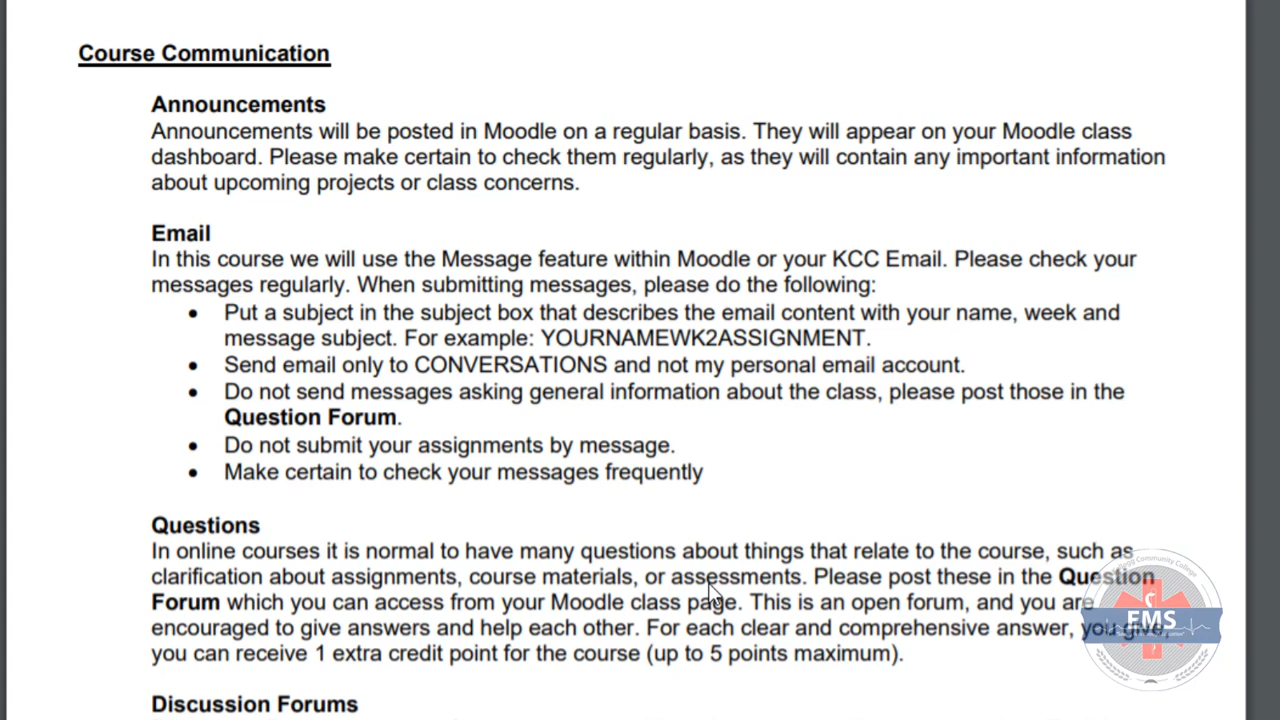 Course Communication
Announcements
Announcements will be posted in Moodle on a regular basis. They will appear on your Moodle class
dashboard. Please make certain to check them regularly, as they will contain any important information
about upcoming projects or class concerns.
Email
In this course we will use the Message feature within Moodle or your KCC Email. Please check your
messages regularly. When submitting messages, please do the following:
• Put a subject in the subject box that describes the email content with your name, week and
message subject. For example: YOURNAMEWK2ASSIGNMENT.
• Send email only to CONVERSATIONS and not my personal email account.
• Do not send messages asking general information about the class, please post those in the
Question Forum.
• Do not submit your assignments by message.
• Make certain to check your messages frequently
Questions
In online courses it is normal to have many questions about things that relate to the course, such as
clarification about assignments, course materials, or assessments. Please post these in the Question
Forum which you can access from your Moodle class page. This is an open forum, and you are
encouraged to give answers and help each other. For each clear and comprehensive answer, you give,
you can receive 1 extra credit point for the course (up to 5 points maximum).
Discussion Forums
Community College
EMS